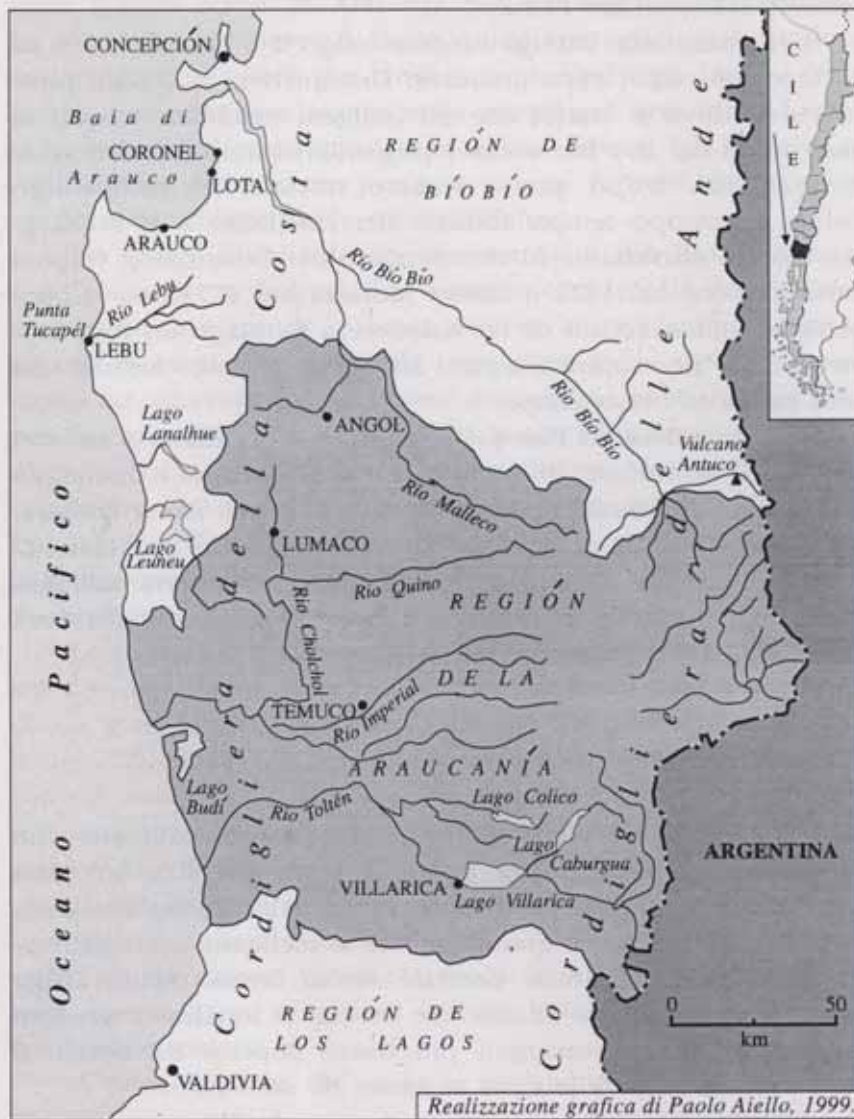 CONCEPCIÓN
CILE
Baia di
Arauco
CORONEL
LOTA
ARAUCO
REGIÓN DE
BÍOBÍO
Río Bío Bío
Río Lebu
Punta
Tucapél
LEBU
Río Bío Bío
Vulcano
Antuco
Lago
Lanalhue
ANGOL
Río Malleco
Lago
Leuneu
LUMACO
Río Quino
REGIÓN
Río Cholchol
DE LA
TEMUCO
Río Imperial
ARAUCANÍA
Lago
Budí
Río Toltén
Lago Colico
Lago
Caburgua
ARGENTINA
VILLARICA
Lago Villarica
Oceano Pacifico
Cordigliera della Costa
Cordigliera delle Ande
REGIÓN DE
LOS LAGOS
VALDIVIA
0 50
km
Realizzazione grafica di Paolo Aiello, 1999